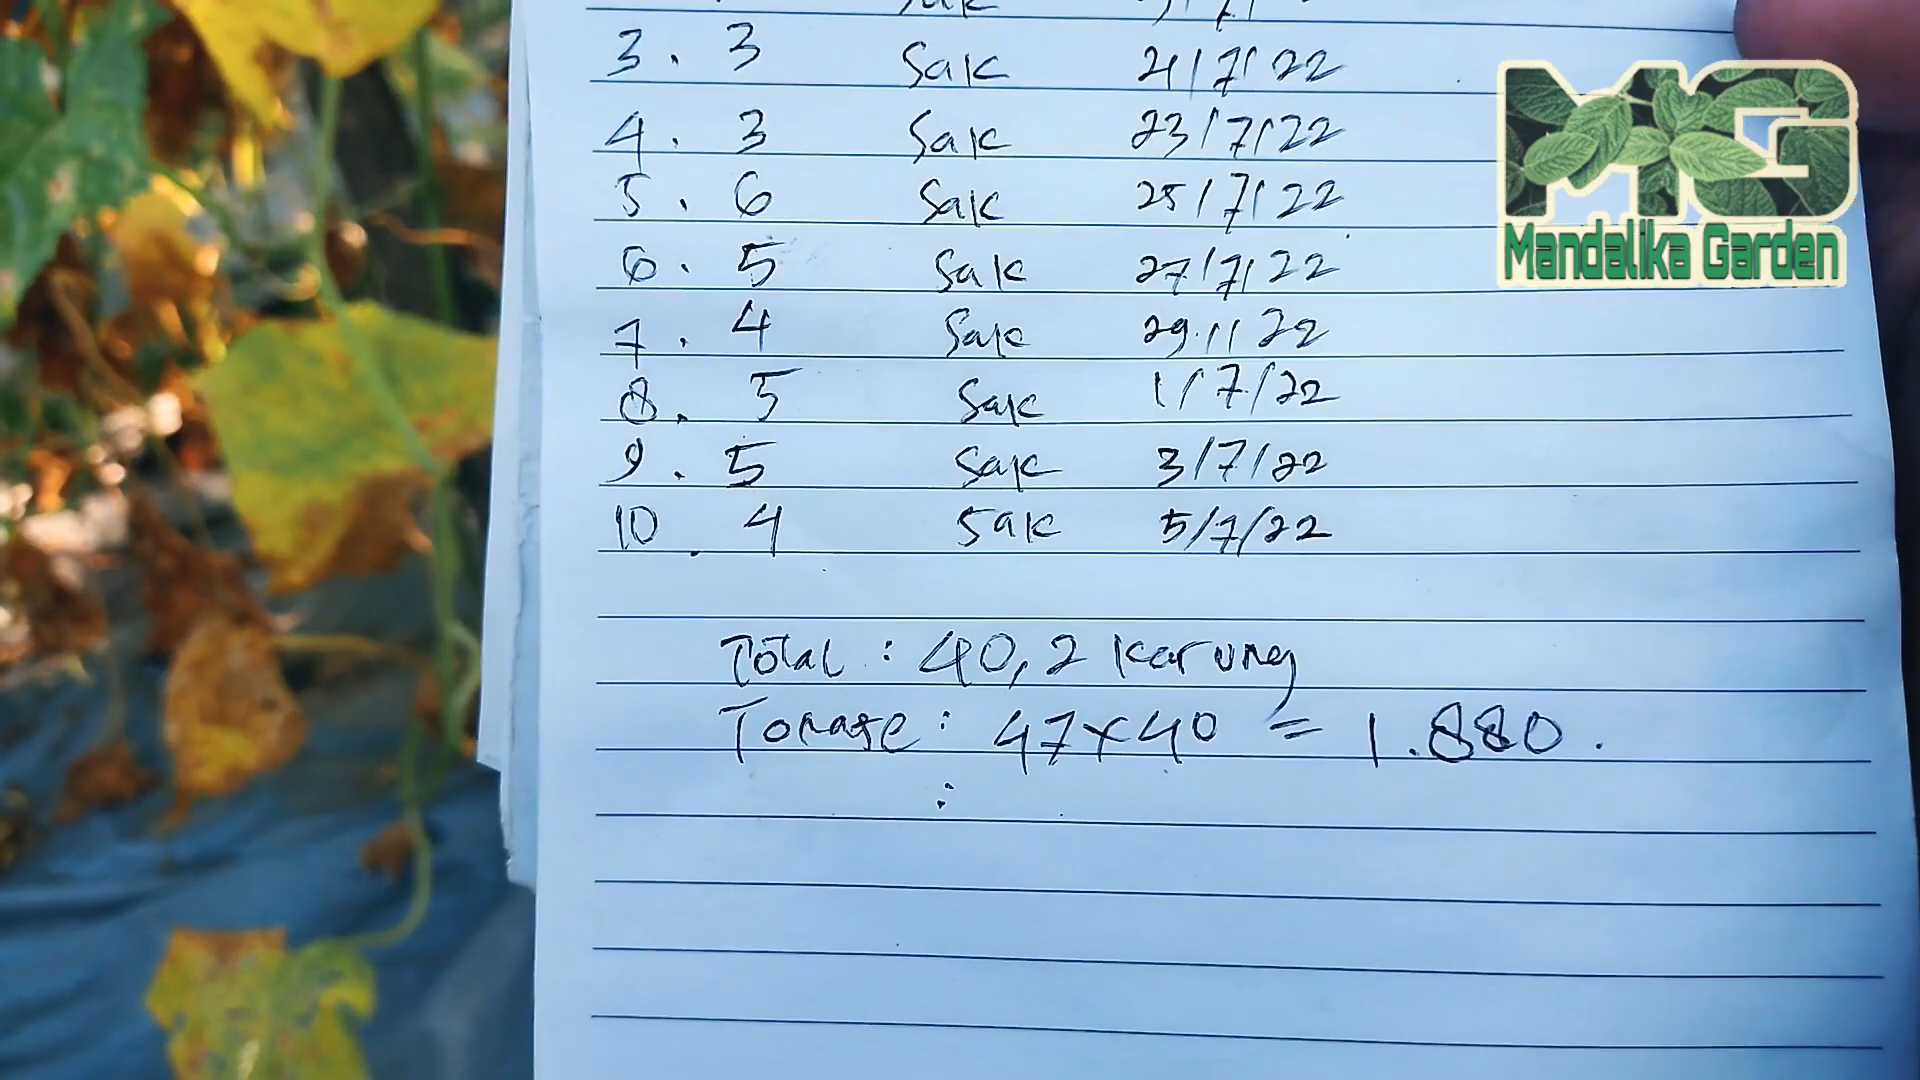 3. 3 Sak 21/7/22
4. 3 Sak 23/7/22
5. 6 Sak 25/7/22
6. 5 Sak 27/7/22
7. 4 Sak 29.1122
8. 5 Sak 1/7/22
9. 5 Sak 3/7/22
10. 4 Sak 5/7/22
Total : 40,2 Karung
Tonase : 47x40 = 1.880.
:
MG
Mandalika Garden